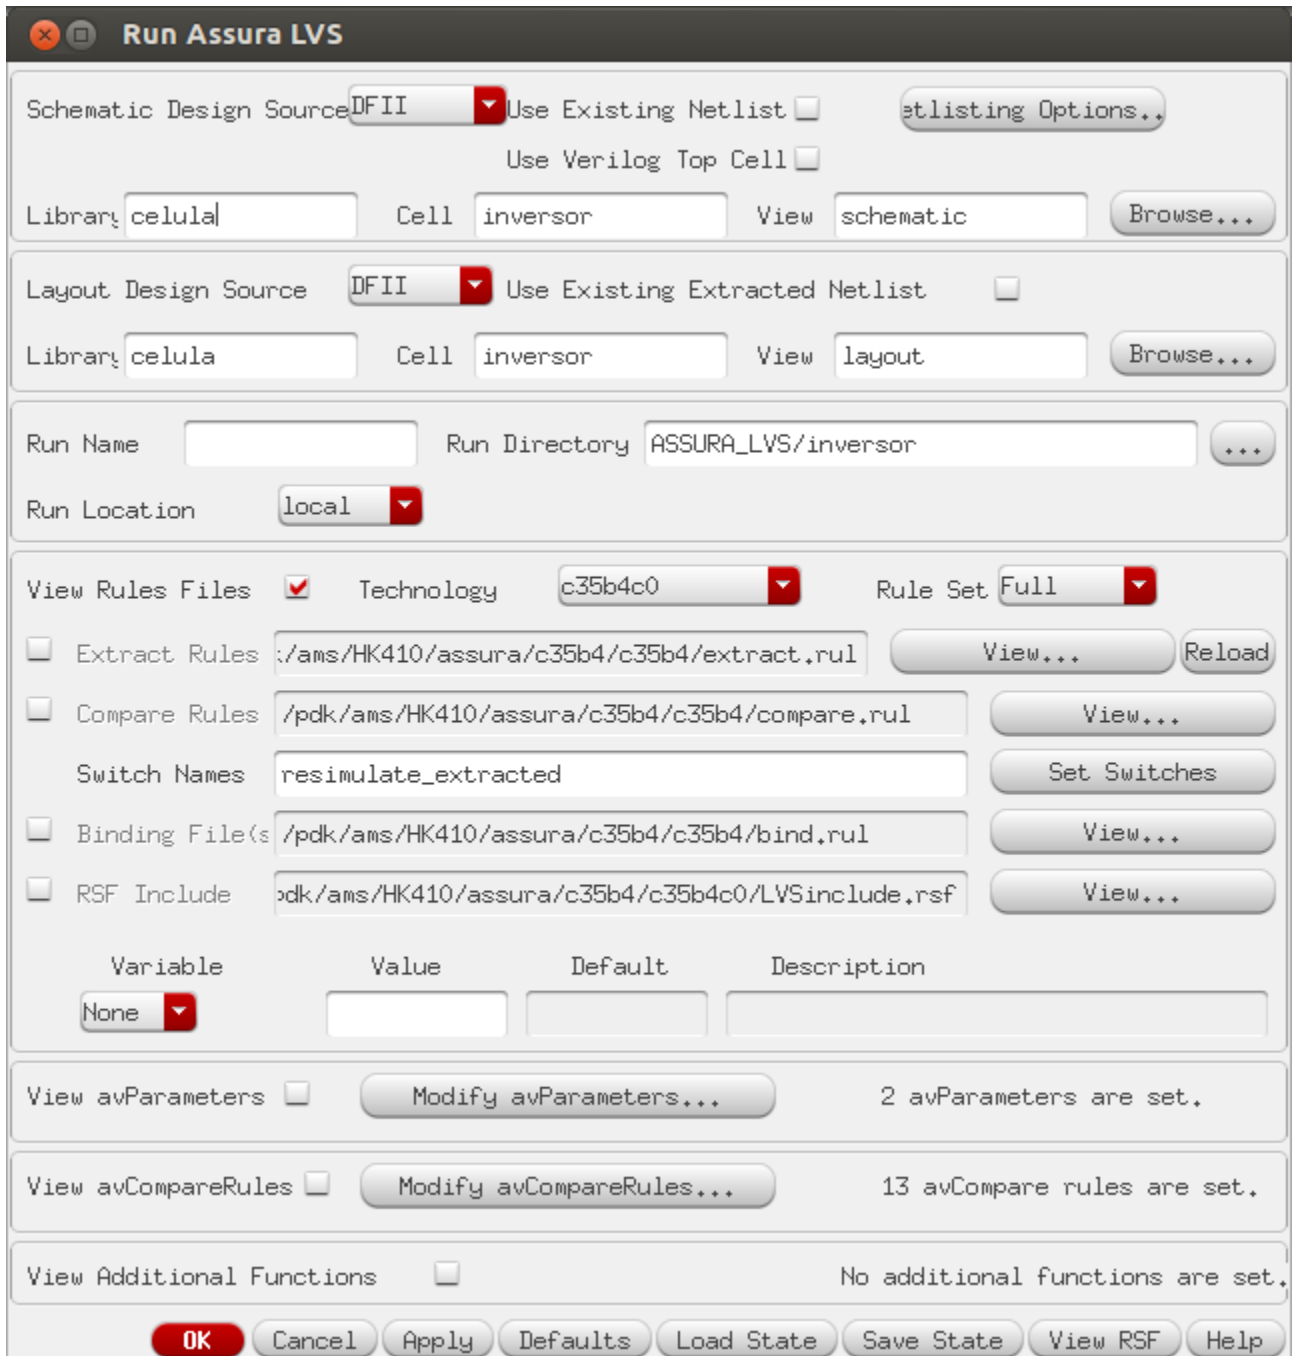 Run Assura LVS
Schematic Design Source DFII Use Existing Netlist etlisting Options..
Use Verilog Top Cell
Library celula Cell inversor View schematic Browse...
Layout Design Source DFII Use Existing Extracted Netlist
Library celula Cell inversor View layout Browse...
Run Name Run Directory ASSURA_LVS/inversor ...
Run Location local
View Rules Files Technology c35b4c0 Rule Set Full
Extract Rules :/ams/HK410/assura/c35b4/c35b4/extract.rul View... Reload
Compare Rules /pdk/ams/HK410/assura/c35b4/c35b4/compare.rul View...
Switch Names resimulate_extracted Set Switches
Binding File(s /pdk/ams/HK410/assura/c35b4/c35b4/bind.rul View...
RSF Include pdk/ams/HK410/assura/c35b4/c35b4c0/LVSinclude.rsf View...
Variable Value Default Description
None
View avParameters Modify avParameters... 2 avParameters are set.
View avCompareRules Modify avCompareRules... 13 avCompare rules are set.
View Additional Functions No additional functions are set.
OK Cancel Apply Defaults Load State Save State View RSF Help